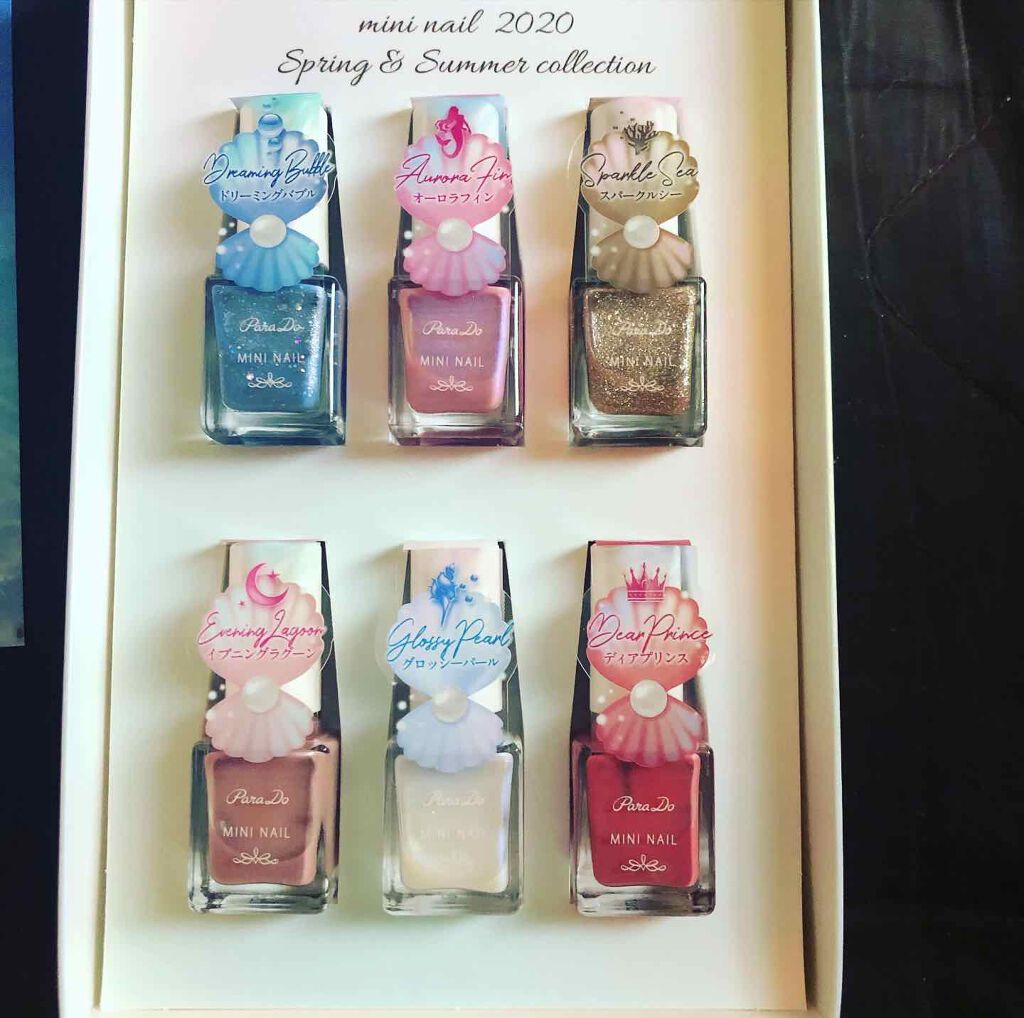 mini nail 2020
Spring & Summer collection
Dreaming Bubble
ドリーミングバブル
Aurora Fin
オーロラフィン
Sparkle Sea
スパークルシー
ParaDo
MINI NAIL
ParaDo
MINI NAIL
ParaDo
MINI NAIL
Evening Lagoon
イブニングラグーン
Glossy Pearl
グロッシーパール
Dear Prince
ディアプリンス
ParaDo
MINI NAIL
ParaDo
MINI NAIL
ParaDo
MINI NAIL